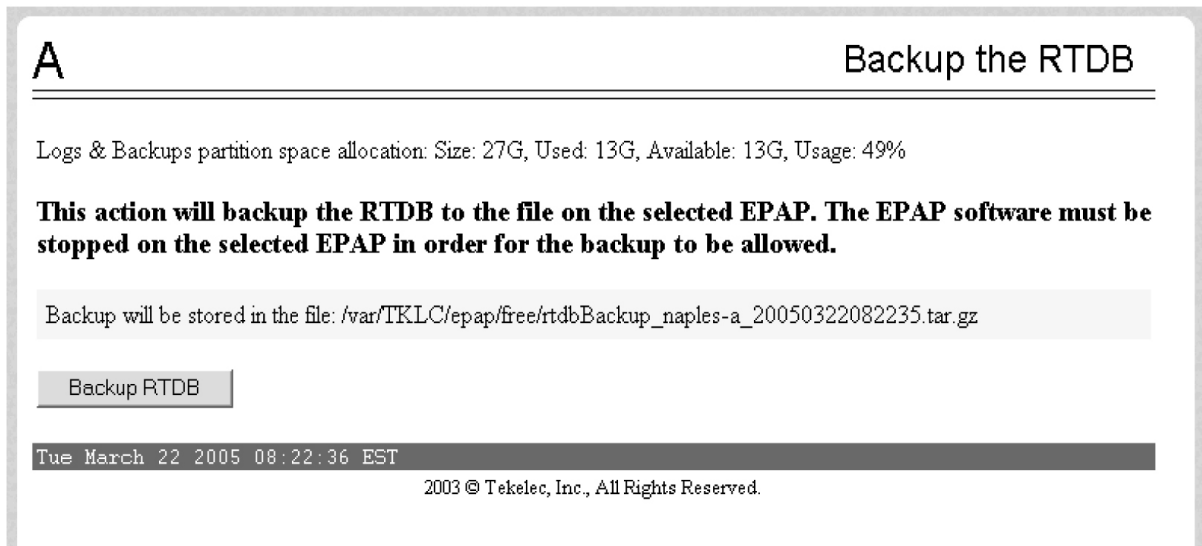 A
Backup the RTDB
Logs & Backups partition space allocation: Size: 27G, Used: 13G, Available: 13G, Usage: 49%
This action will backup the RTDB to the file on the selected EPAP. The EPAP software must be
stopped on the selected EPAP in order for the backup to be allowed.
Backup will be stored in the file: /var/TKLC/epap/free/rtdbBackup_naples-a_20050322082235.tar.gz
Backup RTDB
Tue March 22 2005 08:22:36 EST
2003 © Tekelec, Inc., All Rights Reserved.